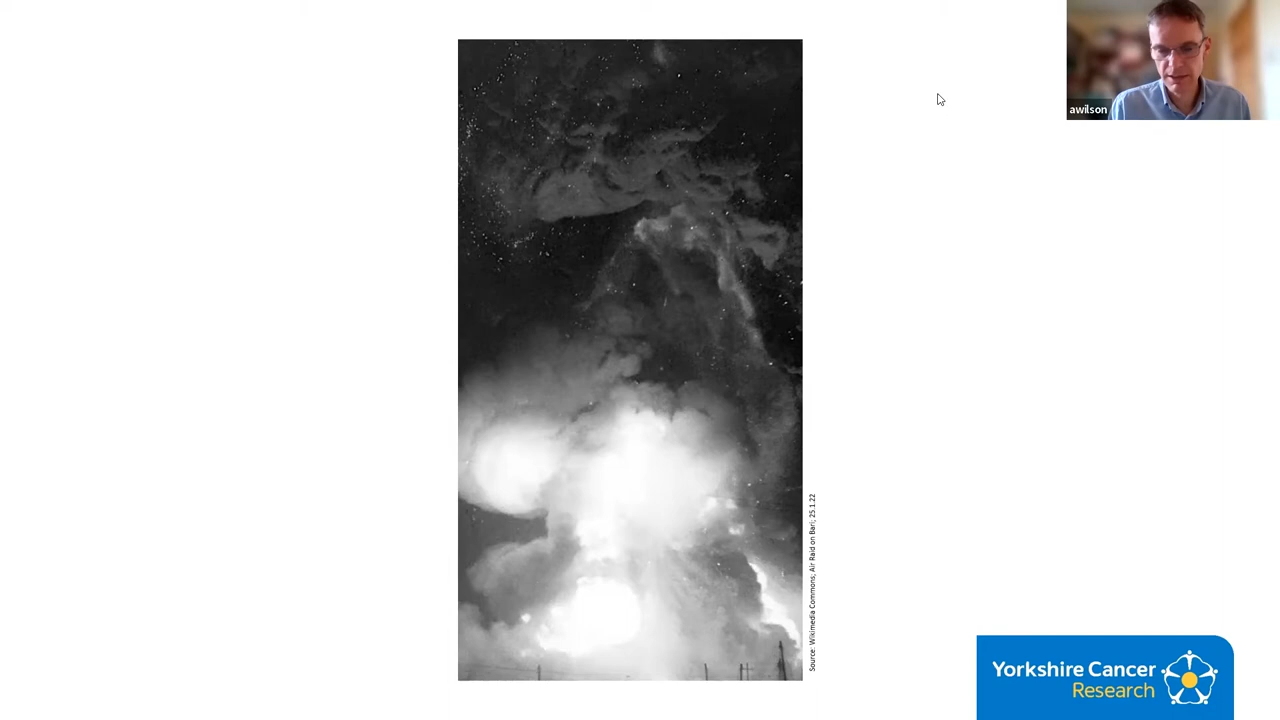 awilson
Source: Wikimedia Commons; Air Raid on Bari; 25.1.22
Yorkshire Cancer
Research